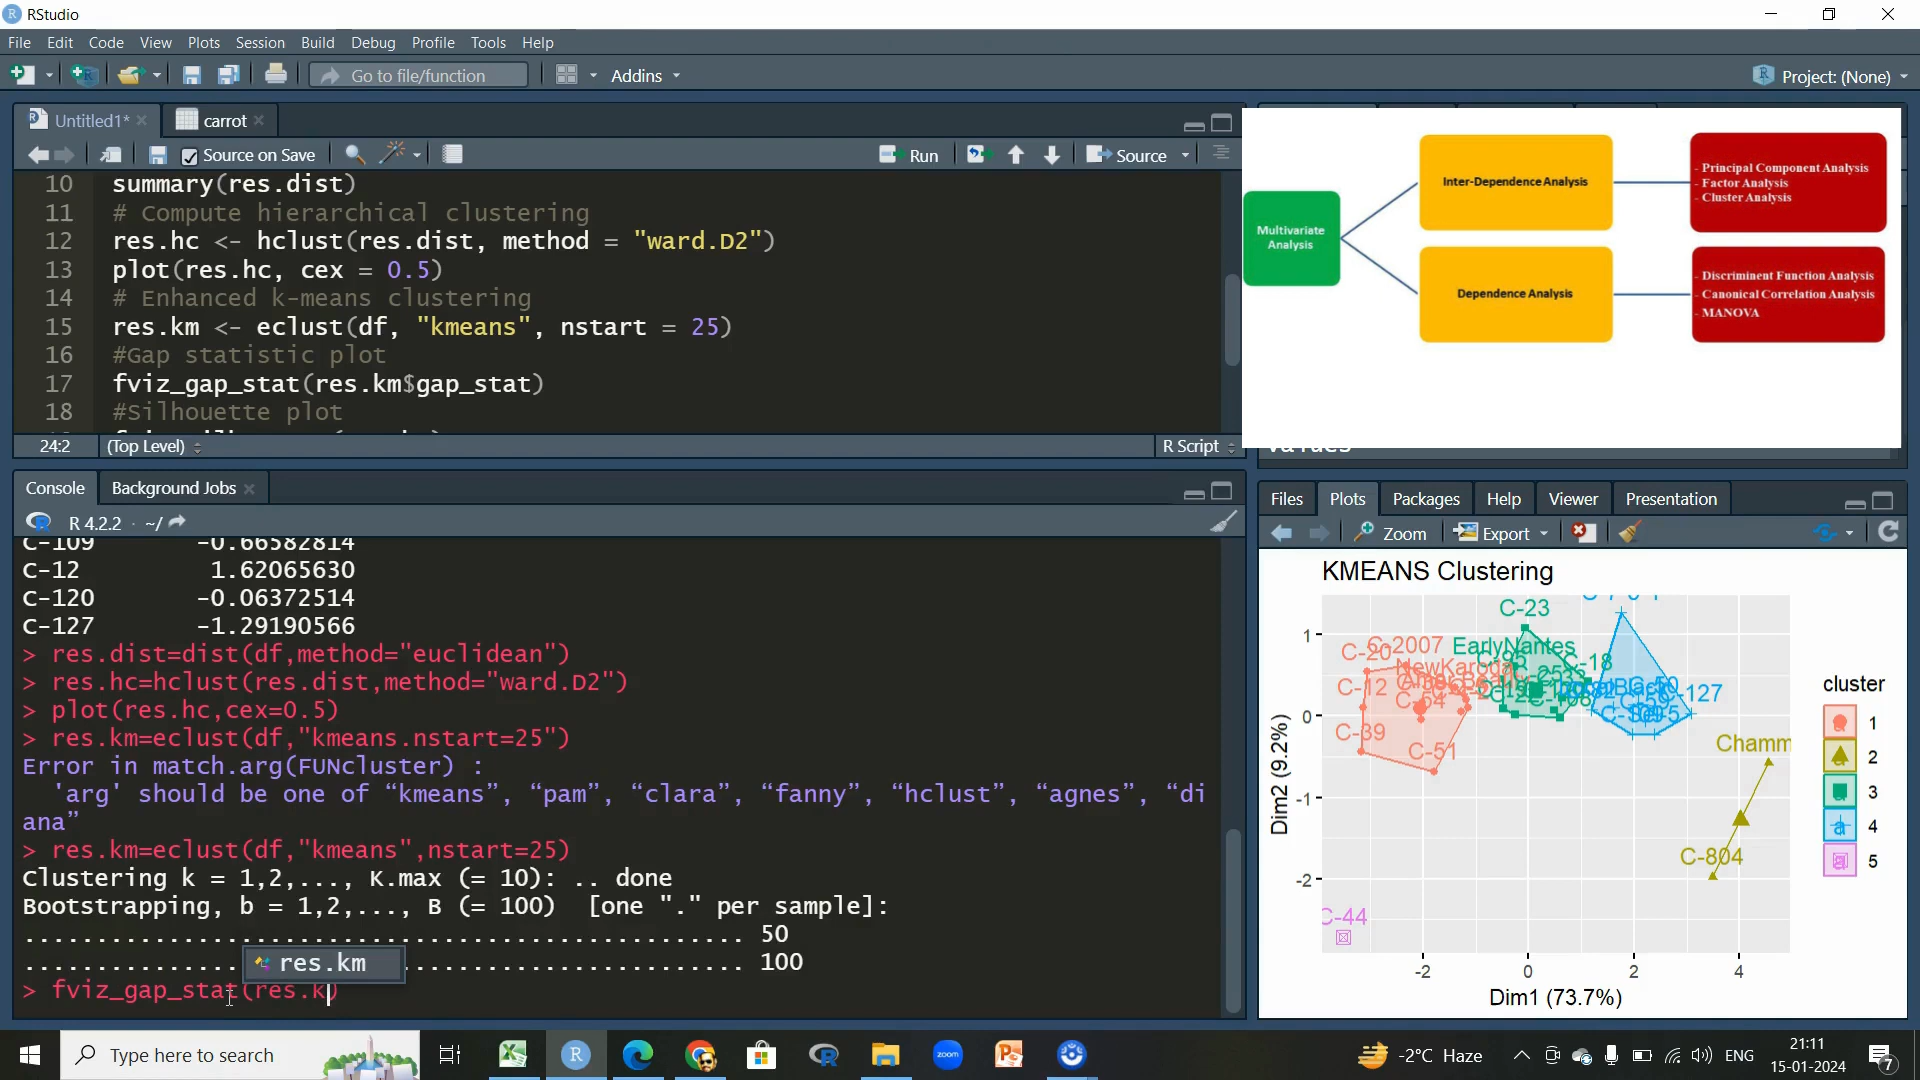 RStudio
File Edit Code View Plots Session Build Debug Profile Tools Help
Go to file/function
Addins
Project: (None)
Untitled1*
carrot
Source on Save
Run
Source
10 summary(res.dist)
11 # Compute hierarchical clustering
12 res.hc <- hclust(res.dist, method = "ward.D2")
13 plot(res.hc, cex = 0.5)
14 # Enhanced k-means clustering
15 res.km <- eclust(df, "kmeans", nstart = 25)
16 #Gap statistic plot
17 fviz_gap_stat(res.km$gap_stat)
18 #Silhouette plot
24:2 (Top Level) R Script
Multivariate
Analysis
Inter-Dependence Analysis
- Principal Component Analysis
- Factor Analysis
- Cluster Analysis
Dependence Analysis
- Discriminent Function Analysis
- Canonical Correlation Analysis
- MANOVA
Values
Console
Background Jobs
R 4.2.2 · ~/
C-109 -0.66582814
C-12 1.62065630
C-120 -0.06372514
C-127 -1.29190566
> res.dist=dist(df,method="euclidean")
> res.hc=hclust(res.dist,method="ward.D2")
> plot(res.hc,cex=0.5)
> res.km=eclust(df,"kmeans.nstart=25")
Error in match.arg(FUNcluster) :
'arg' should be one of “kmeans”, “pam”, “clara”, “fanny”, “hclust”, “agnes”, “di
ana”
> res.km=eclust(df,"kmeans",nstart=25)
Clustering k = 1,2,..., K.max (= 10): .. done
Bootstrapping, b = 1,2,..., B (= 100) [one "." per sample]:
.................................................. 50
.................................................. 100
res.km
> fviz_gap_stat(res.k)
Files Plots Packages Help Viewer Presentation
Zoom
Export
KMEANS Clustering
C-23
C-2007
C-20
EarlyNantes
C-18
NewKaroda
C-12
C-50
C-127
C-64
C-108
C-39
C-51
Chamm
C-804
C-44
1
0
-1
-2
Dim2 (9.2%)
-2 0 2 4
Dim1 (73.7%)
cluster
1
2
3
4
5
Type here to search
zoom
-2°C Haze
ENG
21:11
15-01-2024
7